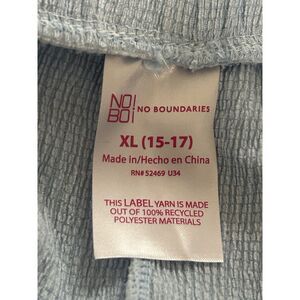 NO!
BOi
NO BOUNDARIES
XL (15-17)
Made in/Hecho en China
RN# 52469 U34
THIS LABEL YARN IS MADE
OUT OF 100% RECYCLED
POLYESTER MATERIALS